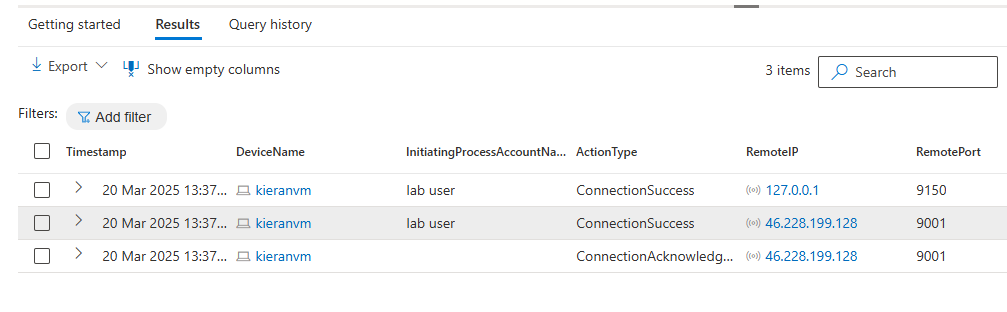 Getting started Results Query history
Export Show empty columns 3 items Search
Filters: Add filter
Timestamp DeviceName InitiatingProcessAccountNa... ActionType RemoteIP RemotePort
20 Mar 2025 13:37... kieranvm lab user ConnectionSuccess 127.0.0.1 9150
20 Mar 2025 13:37... kieranvm lab user ConnectionSuccess 46.228.199.128 9001
20 Mar 2025 13:37... kieranvm ConnectionAcknowledg... 46.228.199.128 9001